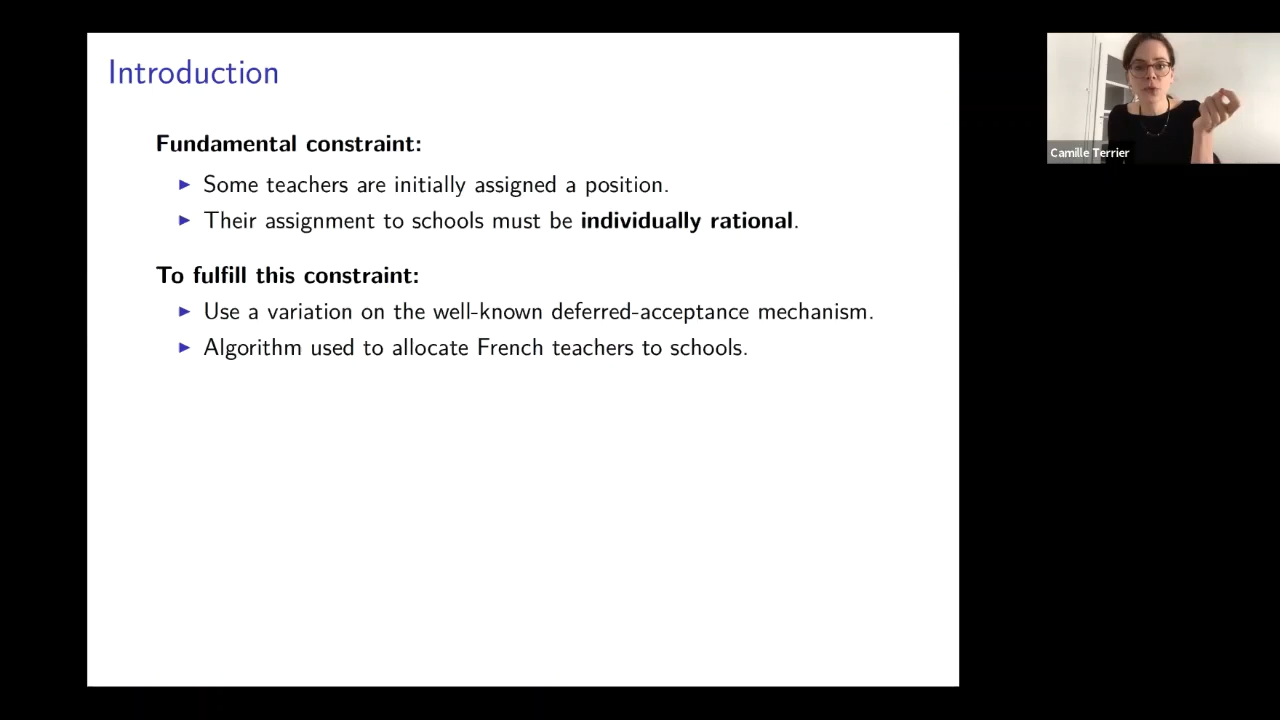 Introduction
Fundamental constraint:
▶ Some teachers are initially assigned a position.
▶ Their assignment to schools must be individually rational.
To fulfill this constraint:
▶ Use a variation on the well-known deferred-acceptance mechanism.
▶ Algorithm used to allocate French teachers to schools.
Camille Terrier